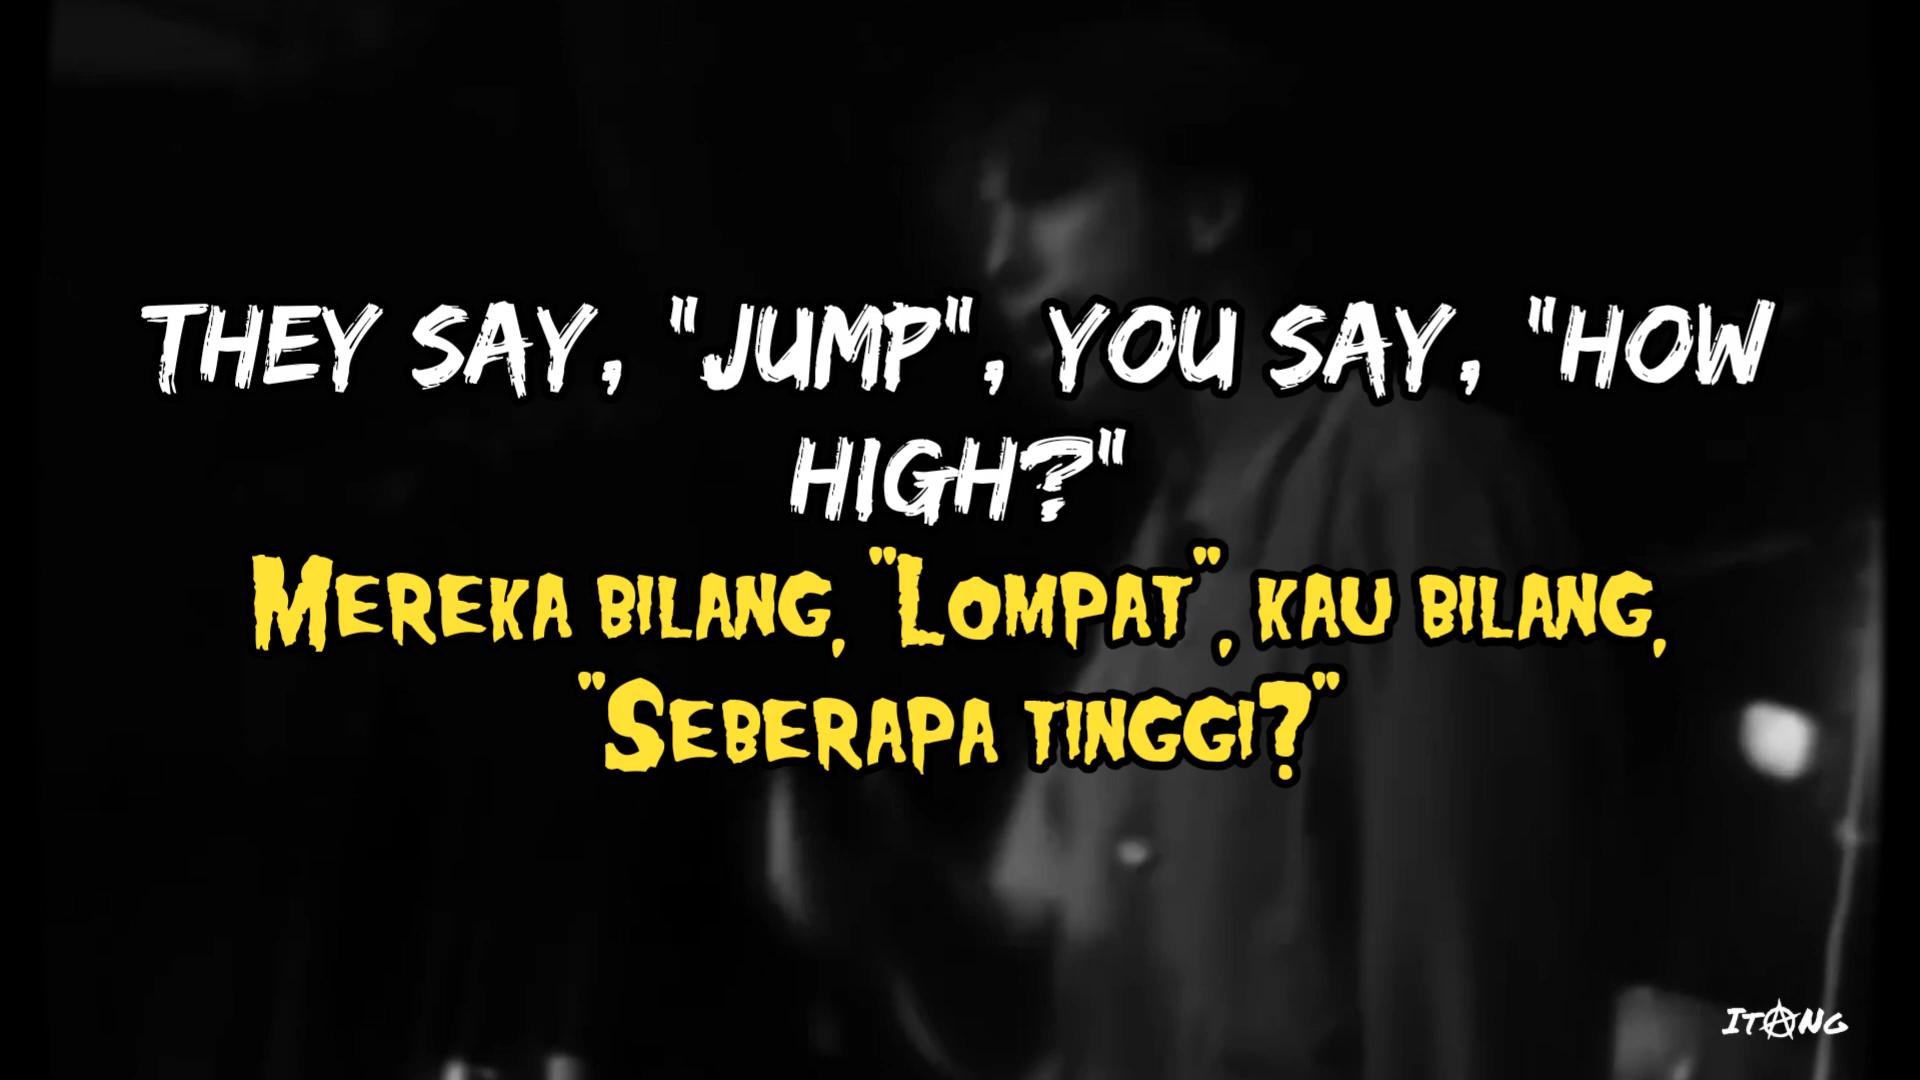 THEY SAY, "JUMP", YOU SAY, "HOW
HIGH?"
Mereka bilang, "Lompat", kau bilang,
"Seberapa tinggi?"
ITANG